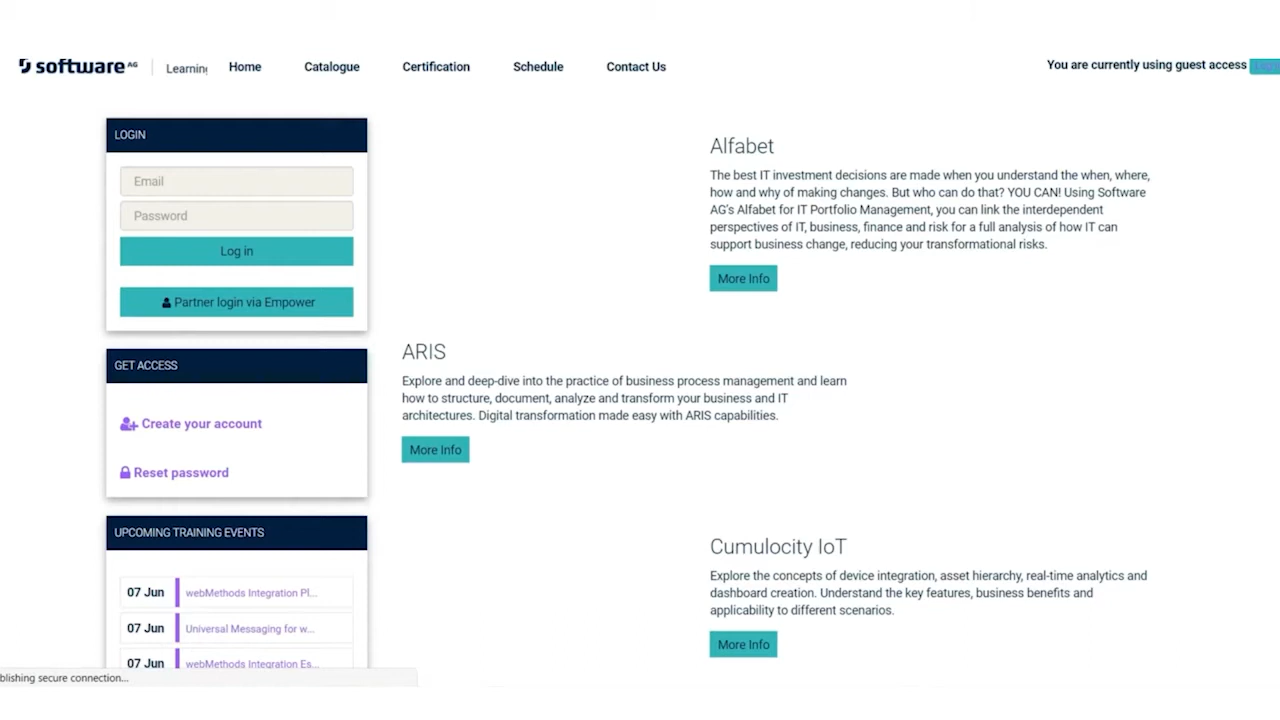 software AG
Learning
Home
Catalogue
Certification
Schedule
Contact Us
You are currently using guest access
LOGIN
Email
Password
Log in
Partner login via Empower
GET ACCESS
Create your account
Reset password
UPCOMING TRAINING EVENTS
07 Jun webMethods Integration Pl...
07 Jun Universal Messaging for w...
07 Jun webMethods Integration Es...
Alfabet
The best IT investment decisions are made when you understand the when, where,
how and why of making changes. But who can do that? YOU CAN! Using Software
AG's Alfabet for IT Portfolio Management, you can link the interdependent
perspectives of IT, business, finance and risk for a full analysis of how IT can
support business change, reducing your transformational risks.
More Info
ARIS
Explore and deep-dive into the practice of business process management and learn
how to structure, document, analyze and transform your business and IT
architectures. Digital transformation made easy with ARIS capabilities.
More Info
Cumulocity IoT
Explore the concepts of device integration, asset hierarchy, real-time analytics and
dashboard creation. Understand the key features, business benefits and
applicability to different scenarios.
More Info
blishing secure connection...